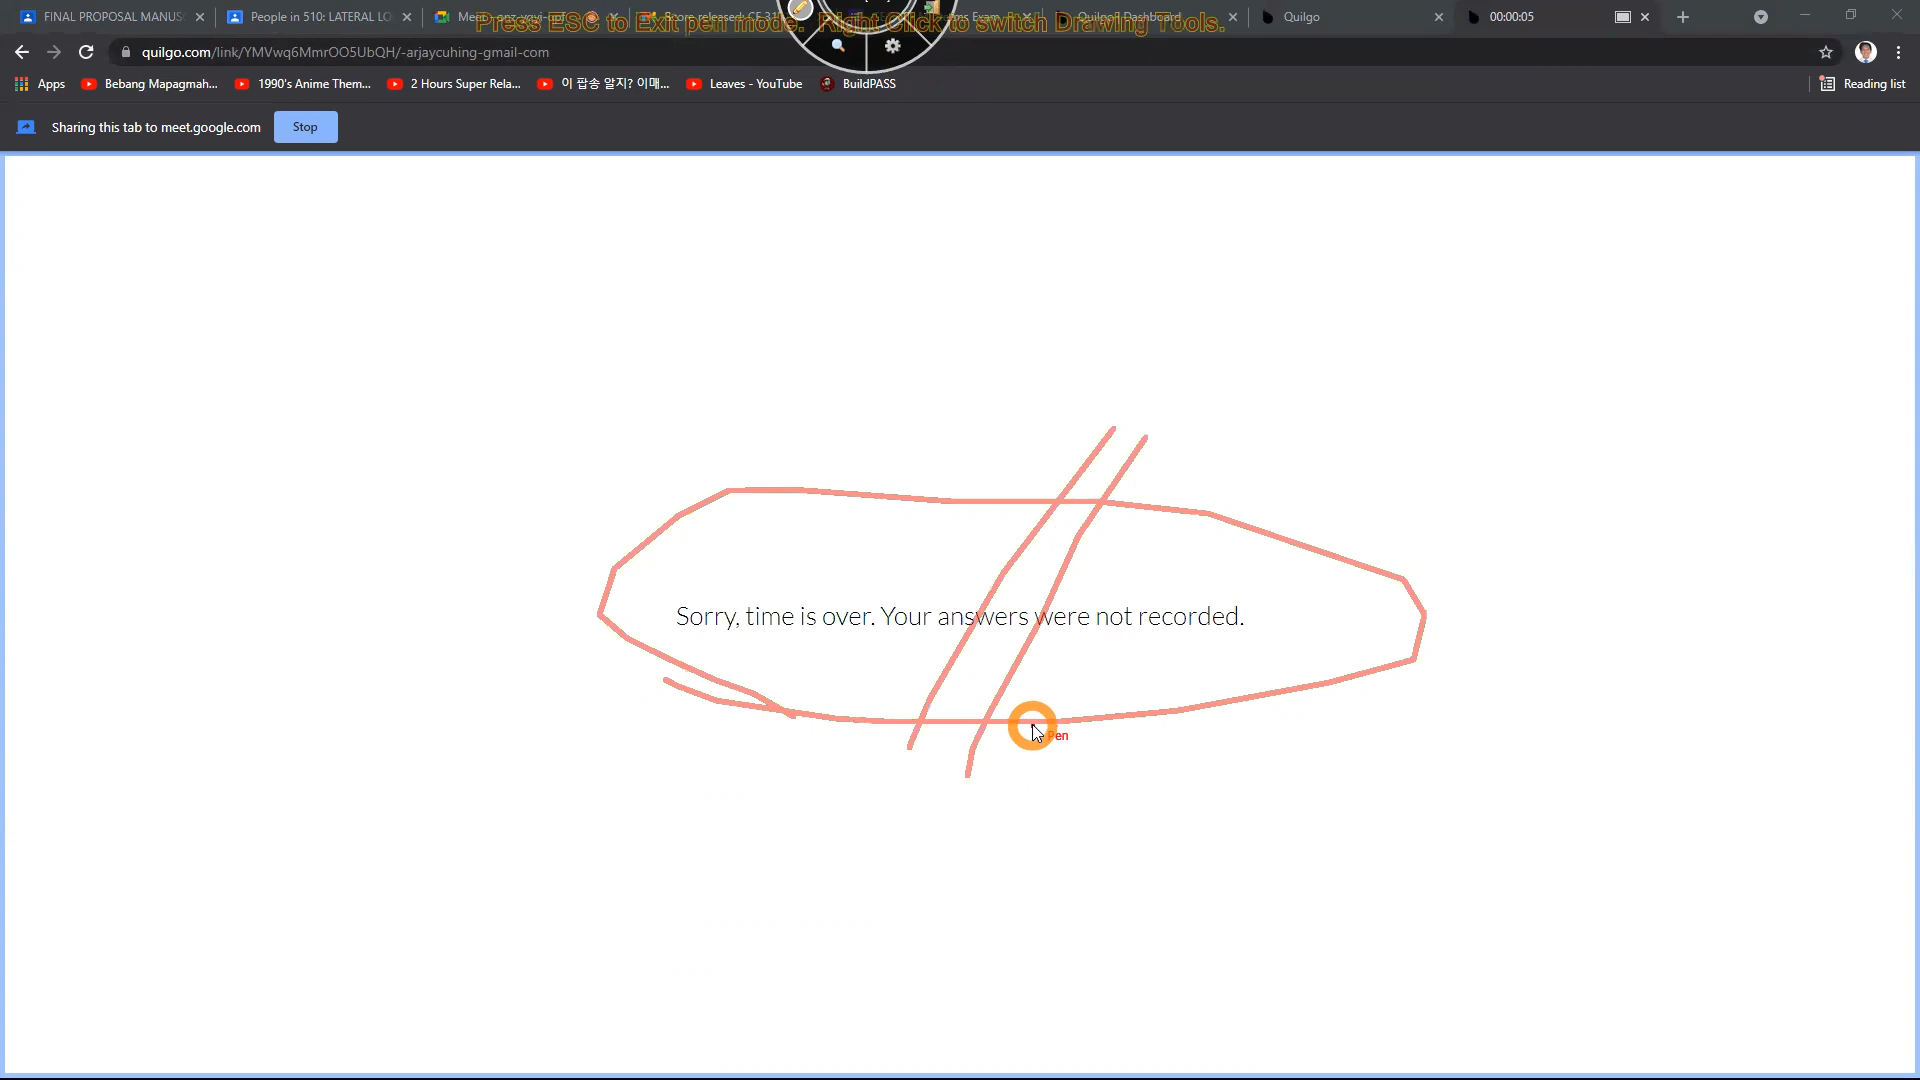 FINAL PROPOSAL MANUS
People in 510: LATERAL LO
Quilgo
00:00:05
Press ESC to Exit pen mode. Right Click to switch Drawing Tools.
quilgo.com/link/YMVwq6MmrOO5UbQH/-arjaycuhing-gmail-com
Apps
Bebang Mapagmah...
1990's Anime Them...
2 Hours Super Rela...
이 팝송 알지? 이매...
Leaves - YouTube
BuildPASS
Reading list
Sharing this tab to meet.google.com
Stop
Sorry, time is over. Your answers were not recorded.
Pen